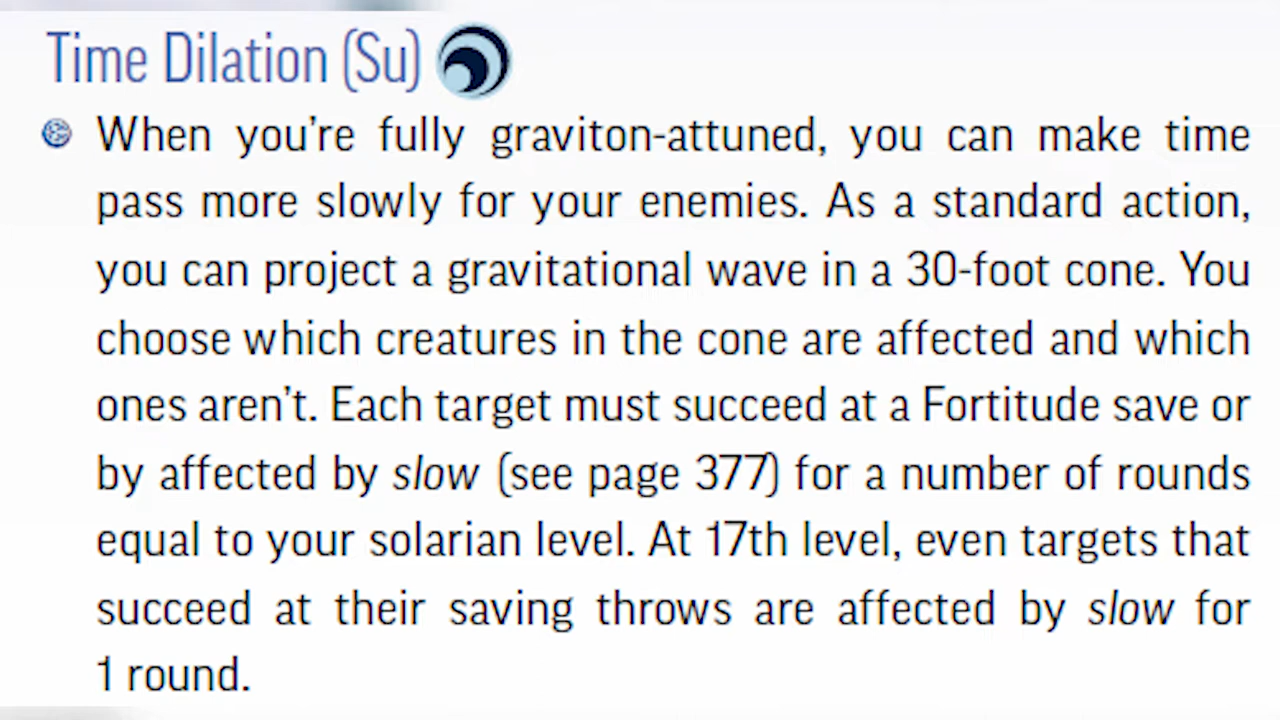 Time Dilation (Su)
When you're fully graviton-attuned, you can make time
pass more slowly for your enemies. As a standard action,
you can project a gravitational wave in a 30-foot cone. You
choose which creatures in the cone are affected and which
ones aren't. Each target must succeed at a Fortitude save or
by affected by slow (see page 377) for a number of rounds
equal to your solarian level. At 17th level, even targets that
succeed at their saving throws are affected by slow for
1 round.